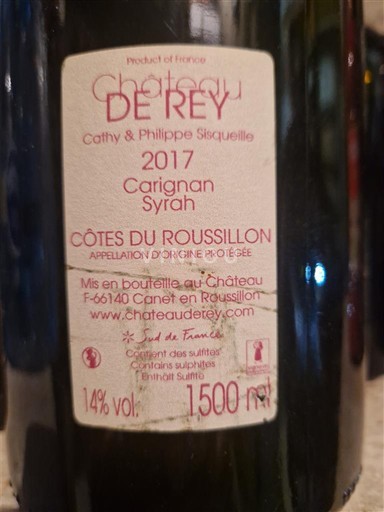 Product of France
Château
DE REY
Cathy & Philippe Sisqueille
2017
Carignan
Syrah
CÔTES DU ROUSSILLON
APPELLATION D'ORIGINE PROTÉGÉE
Mis en bouteille au Château
F-66140 Canet en Roussillon
www.chateauderey.com
Sud de France
Contient des sulfites
Contains sulphites
Enthält Sulfite
14% vol. 1500 ml